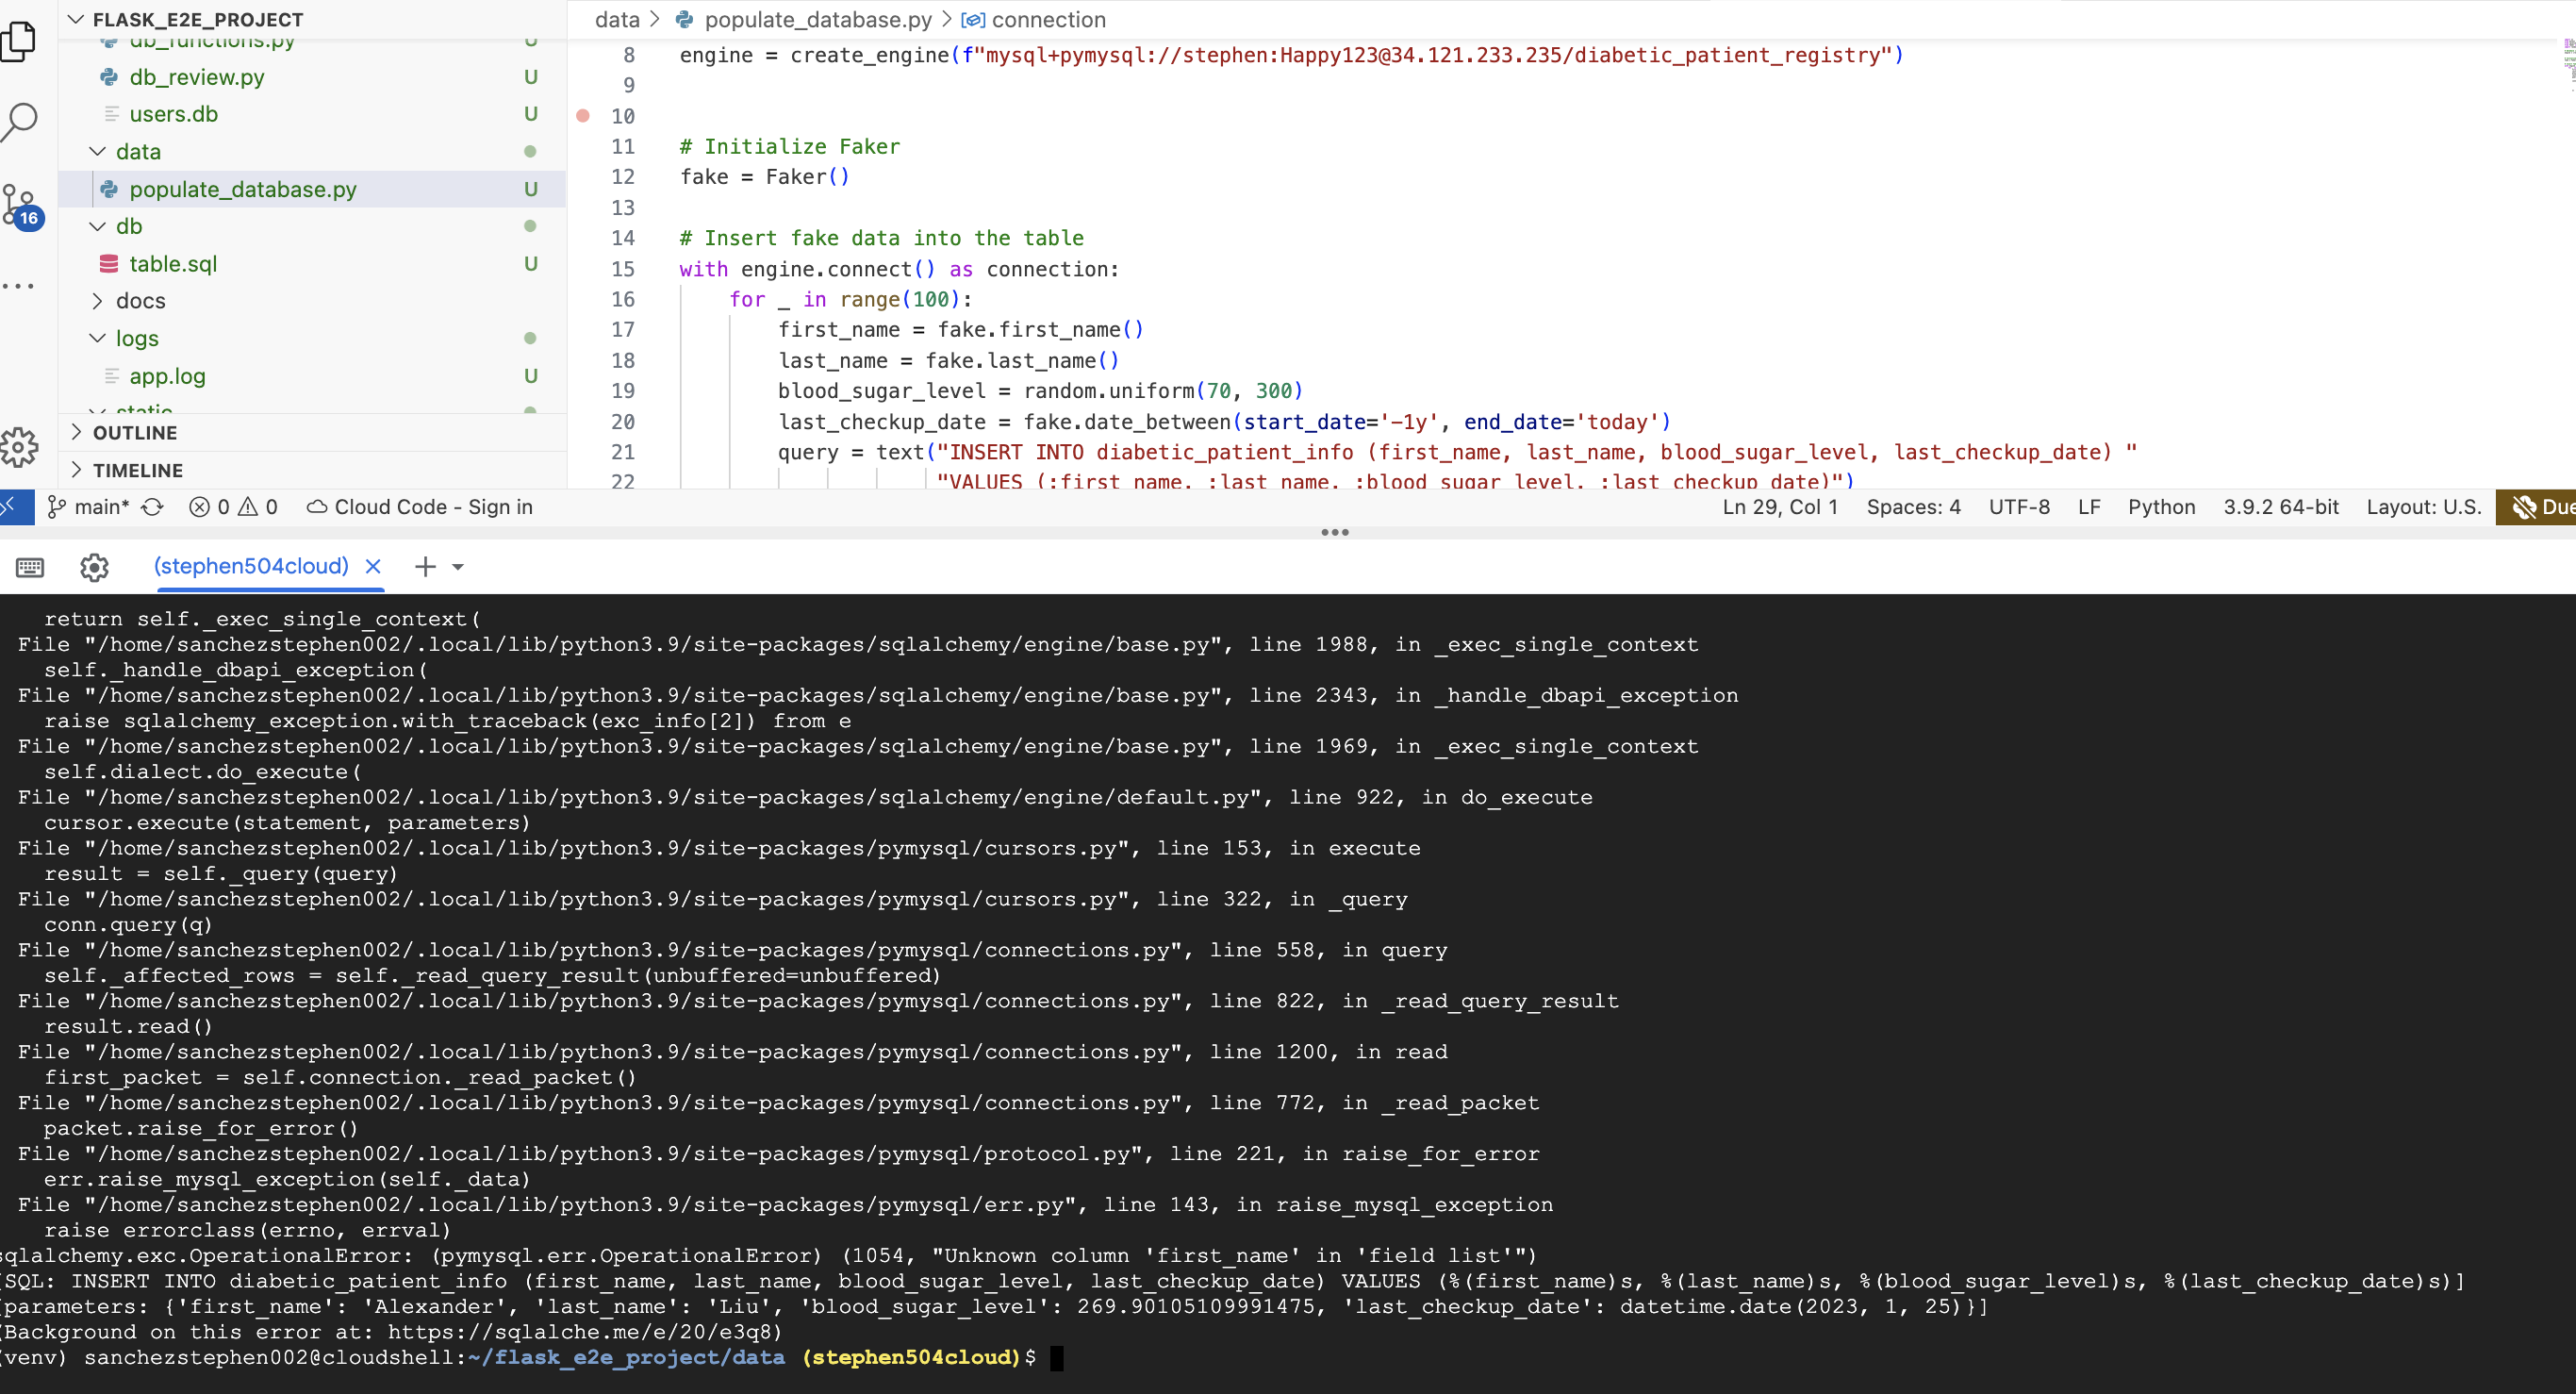 FLASK_E2E_PROJECT
db_functions.py U
db_review.py U
users.db U
data
populate_database.py U
16
db
table.sql U
docs
logs
app.log U
static
OUTLINE
TIMELINE
data > populate_database.py > connection
8 engine = create_engine(f"mysql+pymysql://stephen:Happy123@34.121.233.235/diabetic_patient_registry")
9
10
11 # Initialize Faker
12 fake = Faker()
13
14 # Insert fake data into the table
15 with engine.connect() as connection:
16 for _ in range(100):
17 first_name = fake.first_name()
18 last_name = fake.last_name()
19 blood_sugar_level = random.uniform(70, 300)
20 last_checkup_date = fake.date_between(start_date='-1y', end_date='today')
21 query = text("INSERT INTO diabetic_patient_info (first_name, last_name, blood_sugar_level, last_checkup_date) "
22 "VALUES (:first_name, :last_name, :blood_sugar_level, :last_checkup_date)")
main* 0 0 Cloud Code - Sign in Ln 29, Col 1 Spaces: 4 UTF-8 LF Python 3.9.2 64-bit Layout: U.S. Due
(stephen504cloud)
return self._exec_single_context(
File "/home/sanchezstephen002/.local/lib/python3.9/site-packages/sqlalchemy/engine/base.py", line 1988, in _exec_single_context
self._handle_dbapi_exception(
File "/home/sanchezstephen002/.local/lib/python3.9/site-packages/sqlalchemy/engine/base.py", line 2343, in _handle_dbapi_exception
raise sqlalchemy_exception.with_traceback(exc_info[2]) from e
File "/home/sanchezstephen002/.local/lib/python3.9/site-packages/sqlalchemy/engine/base.py", line 1969, in _exec_single_context
self.dialect.do_execute(
File "/home/sanchezstephen002/.local/lib/python3.9/site-packages/sqlalchemy/engine/default.py", line 922, in do_execute
cursor.execute(statement, parameters)
File "/home/sanchezstephen002/.local/lib/python3.9/site-packages/pymysql/cursors.py", line 153, in execute
result = self._query(query)
File "/home/sanchezstephen002/.local/lib/python3.9/site-packages/pymysql/cursors.py", line 322, in _query
conn.query(q)
File "/home/sanchezstephen002/.local/lib/python3.9/site-packages/pymysql/connections.py", line 558, in query
self._affected_rows = self._read_query_result(unbuffered=unbuffered)
File "/home/sanchezstephen002/.local/lib/python3.9/site-packages/pymysql/connections.py", line 822, in _read_query_result
result.read()
File "/home/sanchezstephen002/.local/lib/python3.9/site-packages/pymysql/connections.py", line 1200, in read
first_packet = self.connection._read_packet()
File "/home/sanchezstephen002/.local/lib/python3.9/site-packages/pymysql/connections.py", line 772, in _read_packet
packet.raise_for_error()
File "/home/sanchezstephen002/.local/lib/python3.9/site-packages/pymysql/protocol.py", line 221, in raise_for_error
err.raise_mysql_exception(self._data)
File "/home/sanchezstephen002/.local/lib/python3.9/site-packages/pymysql/err.py", line 143, in raise_mysql_exception
raise errorclass(errno, errval)
sqlalchemy.exc.OperationalError: (pymysql.err.OperationalError) (1054, "Unknown column 'first_name' in 'field list'")
[SQL: INSERT INTO diabetic_patient_info (first_name, last_name, blood_sugar_level, last_checkup_date) VALUES (%(first_name)s, %(last_name)s, %(blood_sugar_level)s, %(last_checkup_date)s)]
[parameters: {'first_name': 'Alexander', 'last_name': 'Liu', 'blood_sugar_level': 269.90105109991475, 'last_checkup_date': datetime.date(2023, 1, 25)}]
(Background on this error at: https://sqlalche.me/e/20/e3q8)
(venv) sanchezstephen002@cloudshell:~/flask_e2e_project/data (stephen504cloud)$